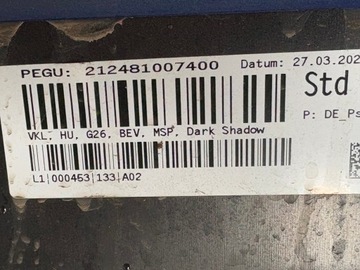 PEGU: 212481007400 Datum: 27.03.202
Std
VKL, HU, G26, BEV, MSP, Dark Shadow
P: DE_Ps
L1|000453|133|A02